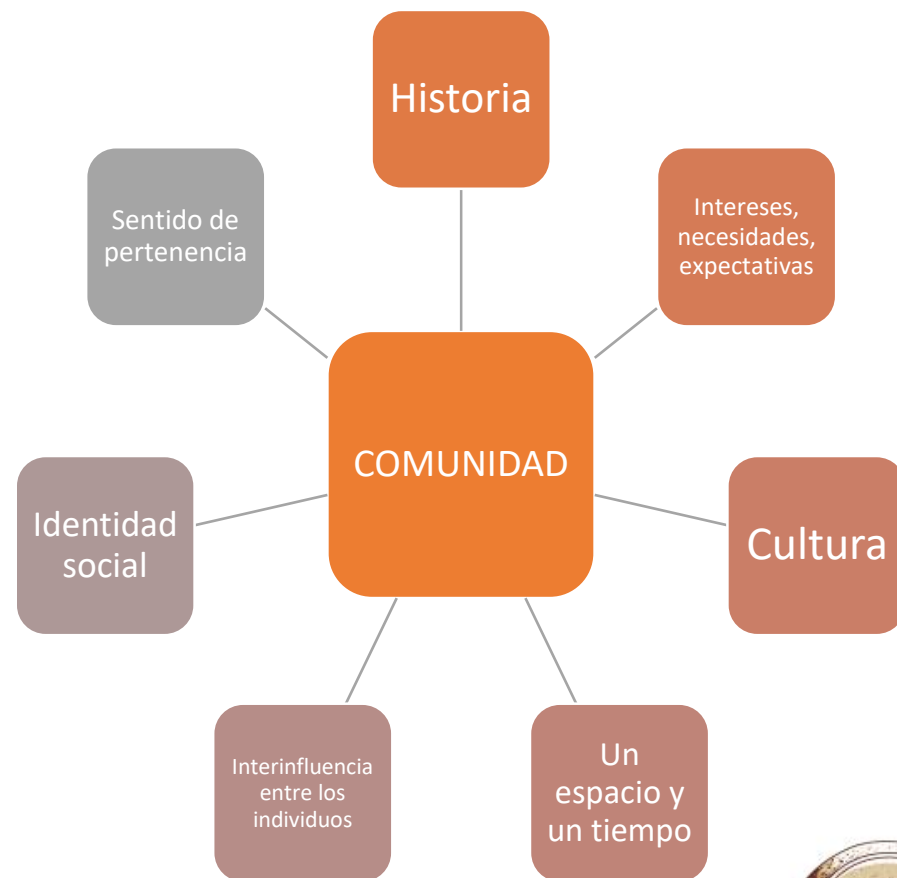 Historia
Intereses,
necesidades,
expectativas
Cultura
Un
espacio y
un tiempo
Interinfluencia
entre los
individuos
Identidad
social
Sentido de
pertenencia
COMUNIDAD